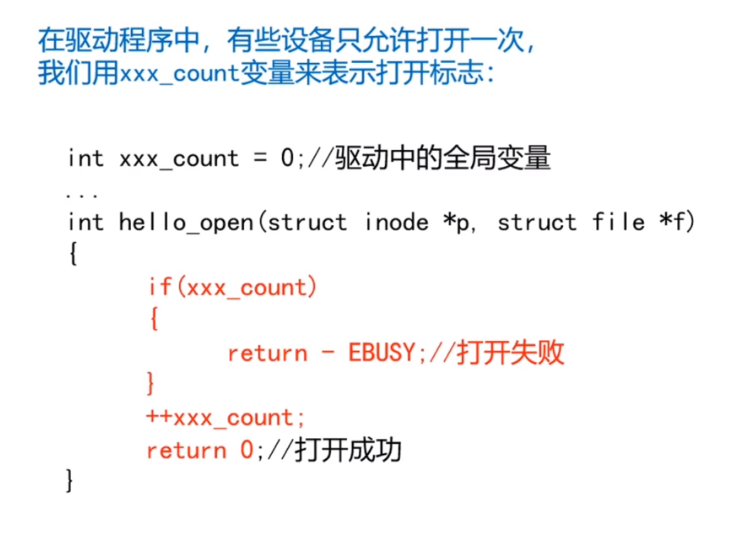 在驱动程序中，有些设备只允许打开一次，
我们用xxx_count变量来表示打开标志：
int xxx_count = 0;//驱动中的全局变量
...
int hello_open(struct inode *p, struct file *f)
{
if(xxx_count)
{
return - EBUSY;//打开失败
}
++xxx_count;
return 0;//打开成功
}